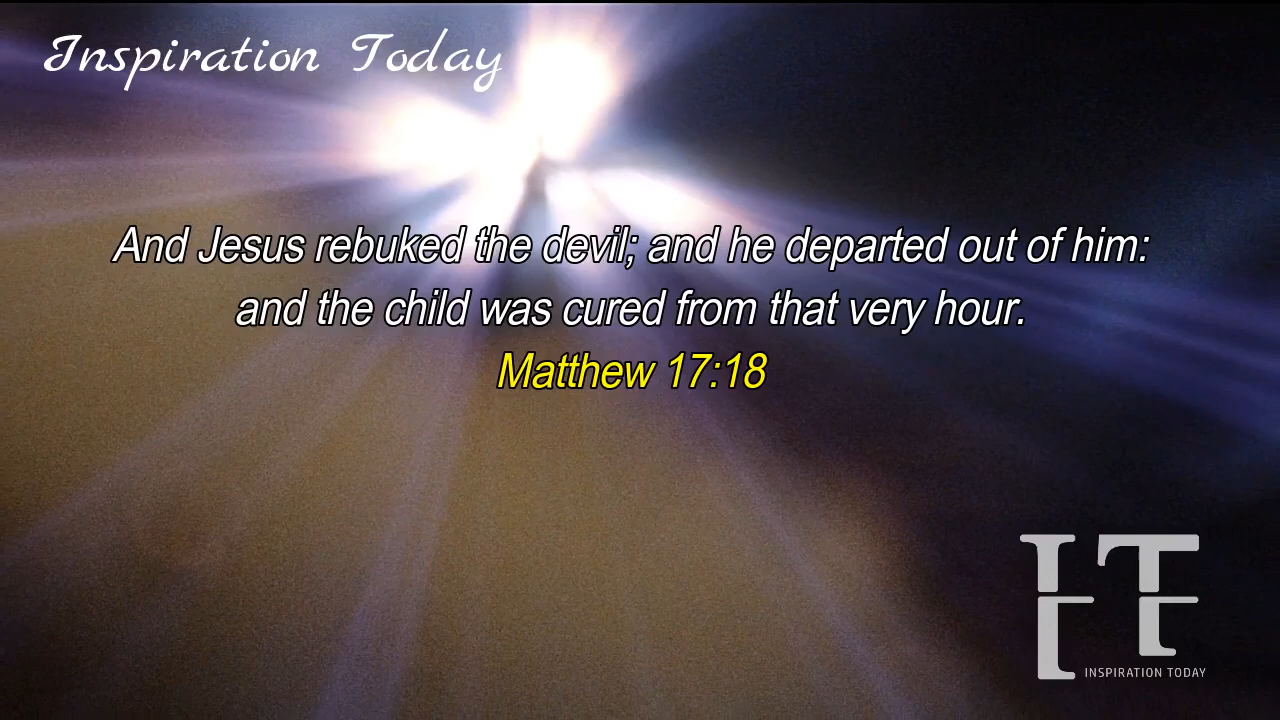 Inspiration Today
And Jesus rebuked the devil; and he departed out of him:
and the child was cured from that very hour.
Matthew 17:18
IT
INSPIRATION TODAY